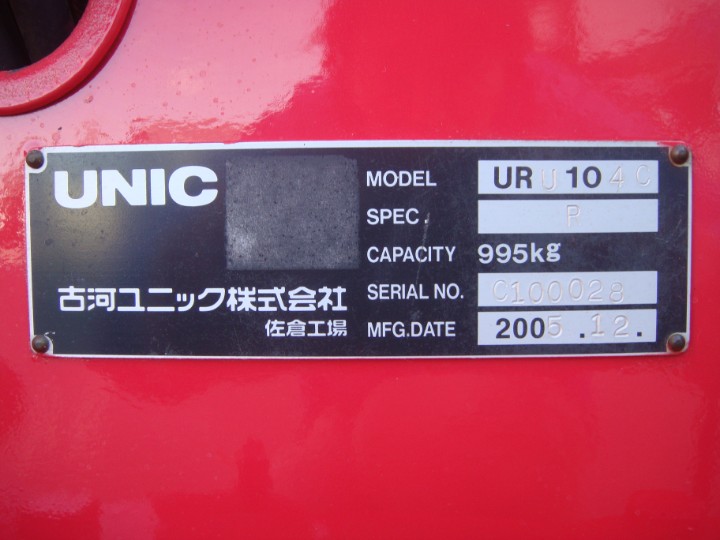 UNIC
古河ユニック株式会社
佐倉工場
MODEL URU104C
SPEC. R
CAPACITY 995kg
SERIAL NO. C100028
MFG.DATE 2005.12.